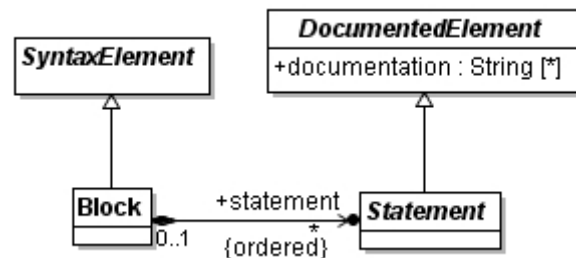 DocumentedElement
SyntaxElement
+documentation : String [*]
Block
+statement
Statement
0..1
*
{ordered}